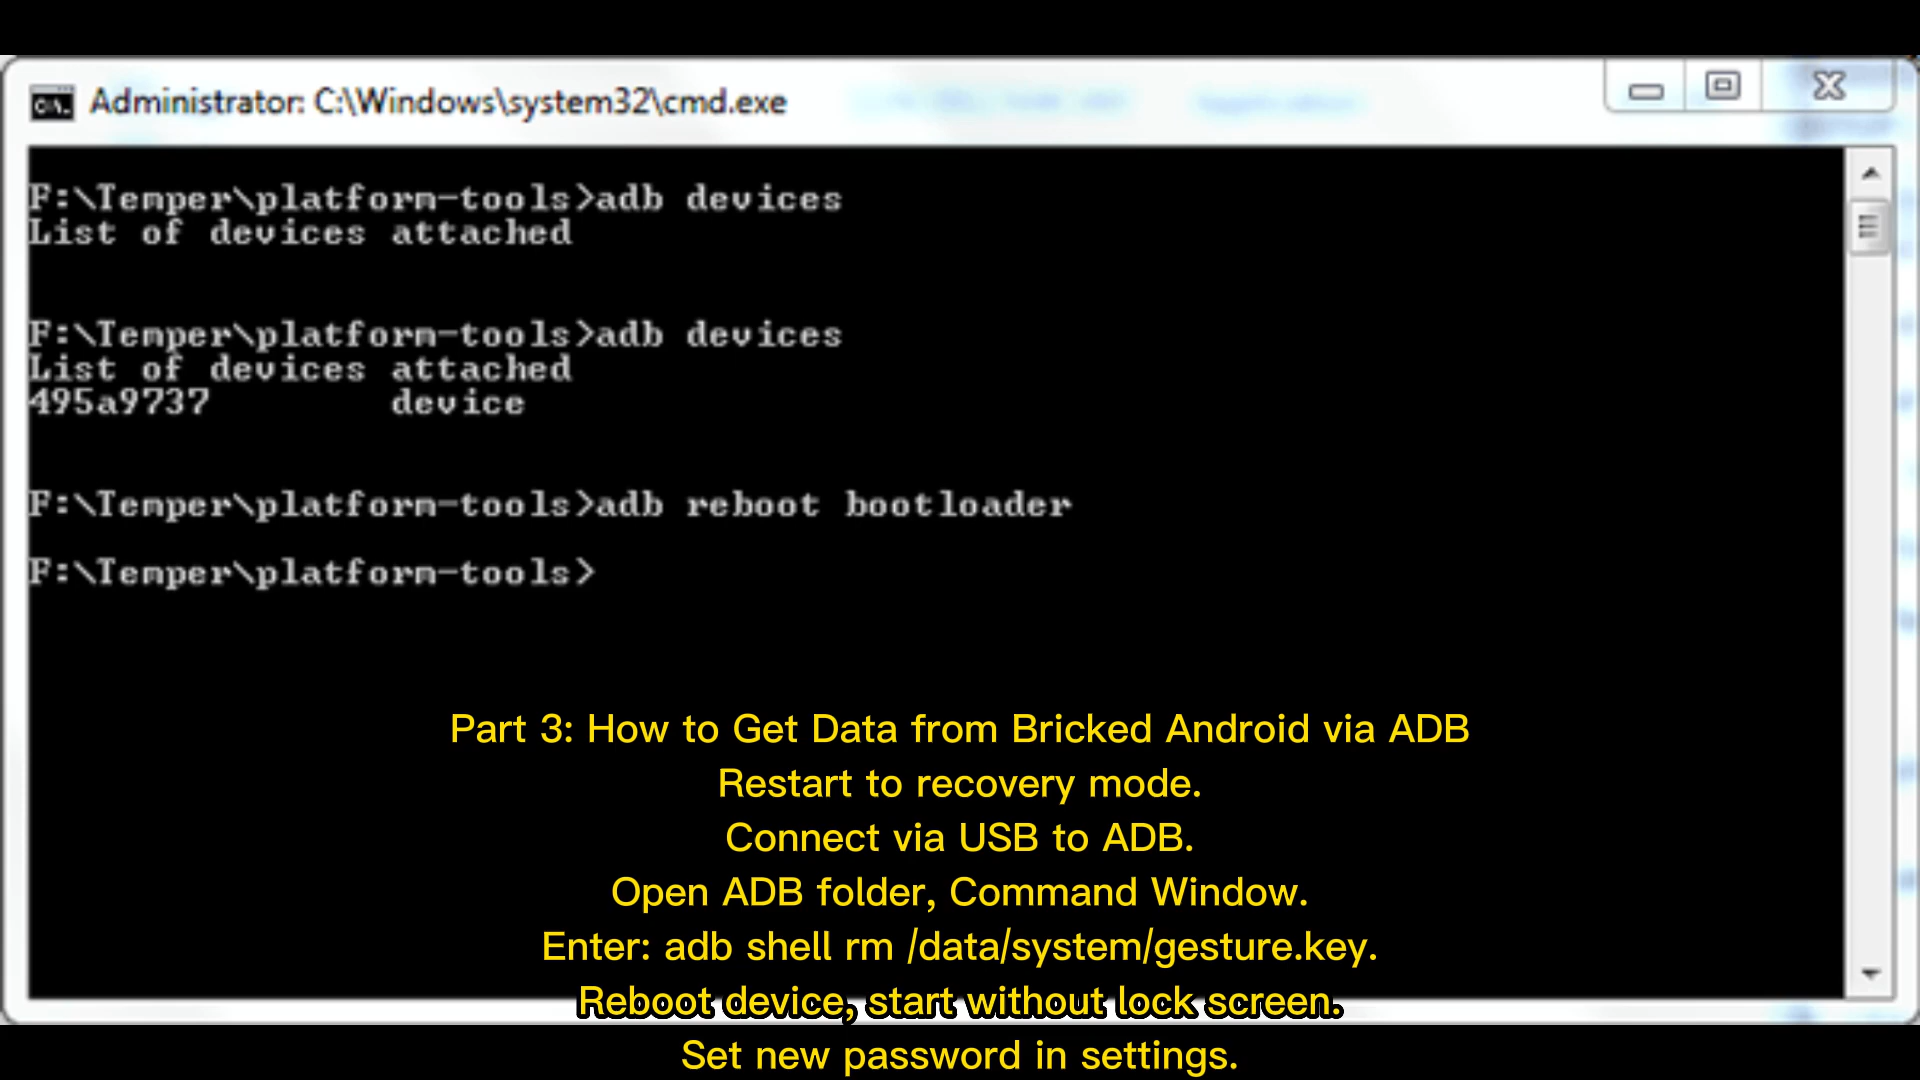 Administrator: C:\Windows\system32\cmd.exe
F:\Temper\platform-tools>adb devices
List of devices attached
F:\Temper\platform-tools>adb devices
List of devices attached
495a9737 device
F:\Temper\platform-tools>adb reboot bootloader
F:\Temper\platform-tools>
Part 3: How to Get Data from Bricked Android via ADB
Restart to recovery mode.
Connect via USB to ADB.
Open ADB folder, Command Window.
Enter: adb shell rm /data/system/gesture.key.
Reboot device, start without lock screen.
Set new password in settings.